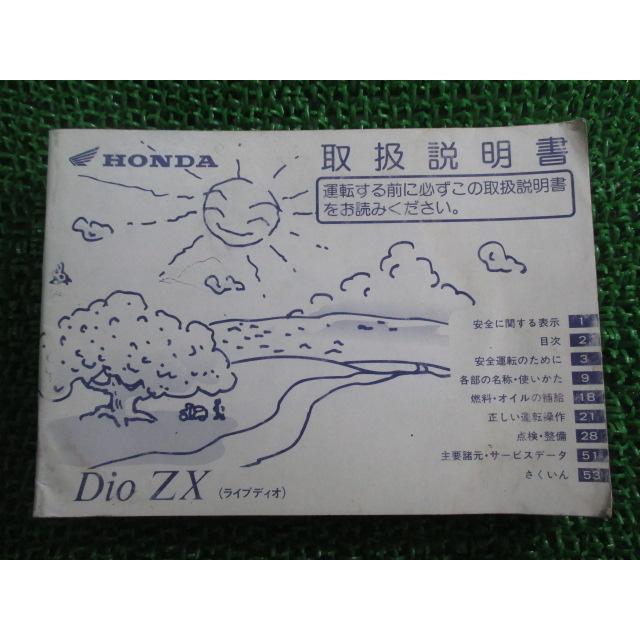 HONDA
取扱説明書
運転する前に必ずこの取扱説明書
をお読みください。
安全に関する表示 1
目次 2
安全運転のために 3
各部の名称・使いかた 9
燃料・オイルの補給 18
正しい運転操作 21
点検・整備 28
主要諸元・サービスデータ 51
さくいん 53
Dio ZX (ライブディオ)